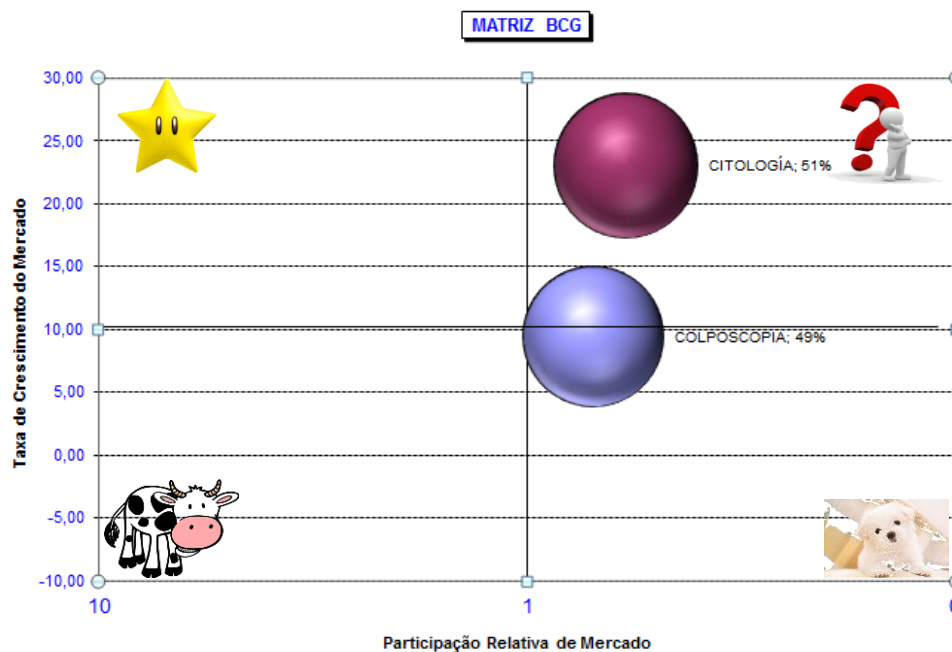 MATRIZ BCG
30,00
25,00
CITOLOGÍA; 51%
20,00
15,00
10,00
COLPOSCOPIA; 49%
5,00
0,00
-5,00
-10,00
10
1
Taxa de Crescimento do Mercado
Participação Relativa de Mercado